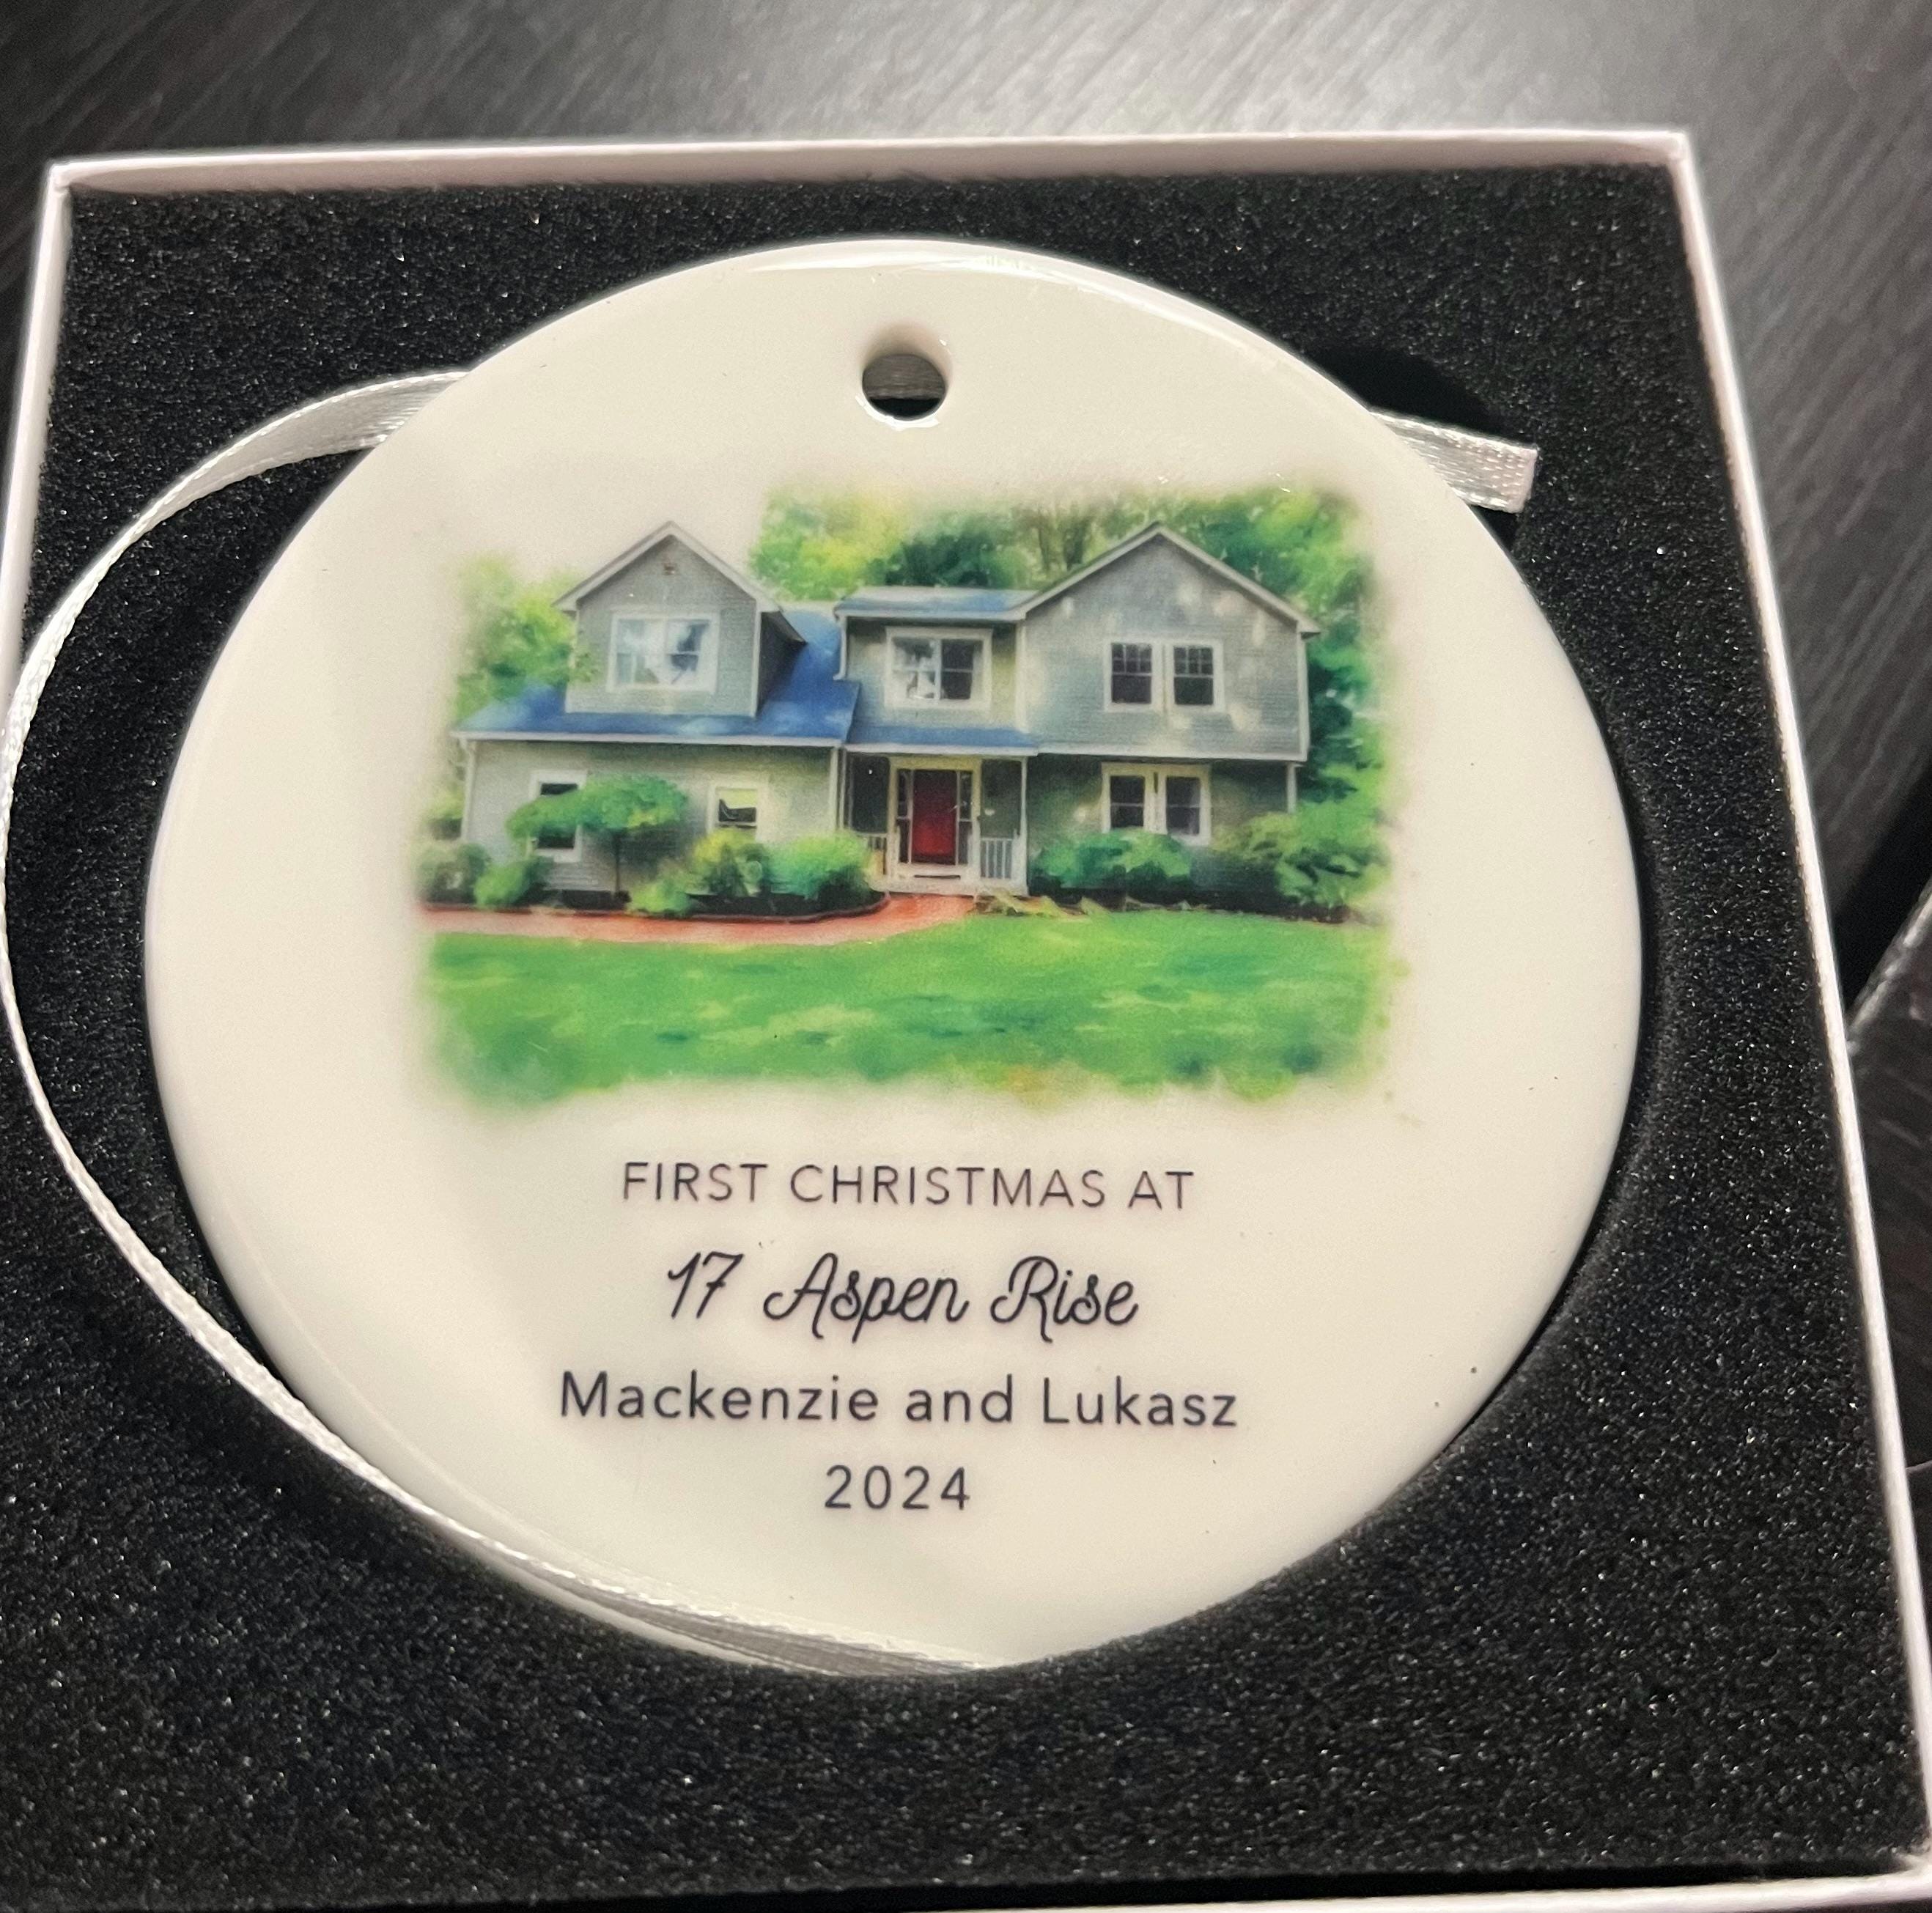 FIRST CHRISTMAS AT
17 Aspen Rise
Mackenzie and Lukasz
2024